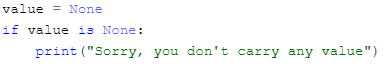 value = None
if value is None:
    print("Sorry, you don't carry any value")